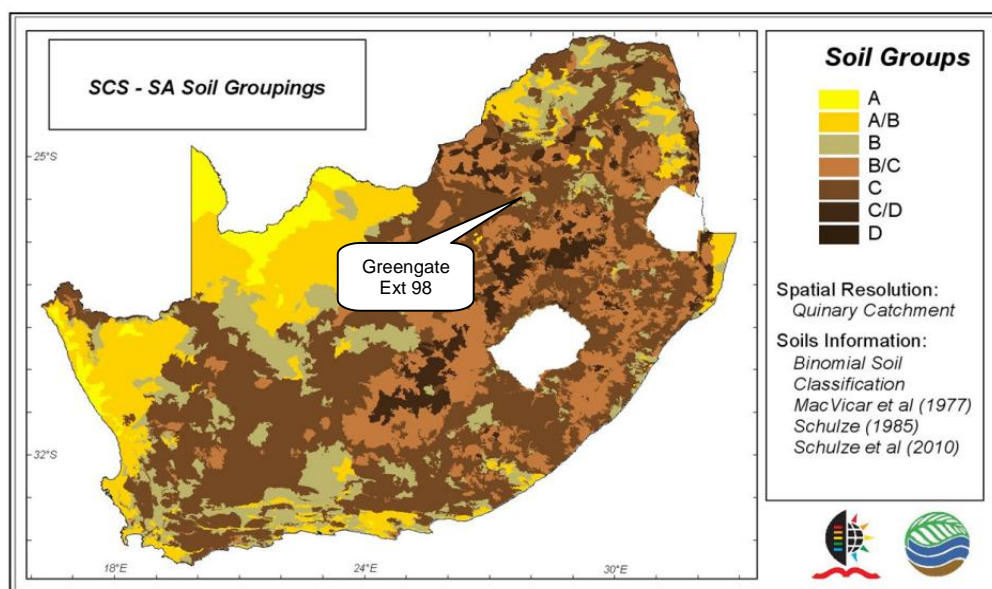 SCS - SA Soil Groupings
25°S
32°S
18°E
24°E
30°E
Greengate
Ext 98
Soil Groups
A
A/B
B
B/C
C
C/D
D
Spatial Resolution:
Quinary Catchment
Soils Information:
Binomial Soil
Classification
MacVicar et al (1977)
Schulze (1985)
Schulze et al (2010)